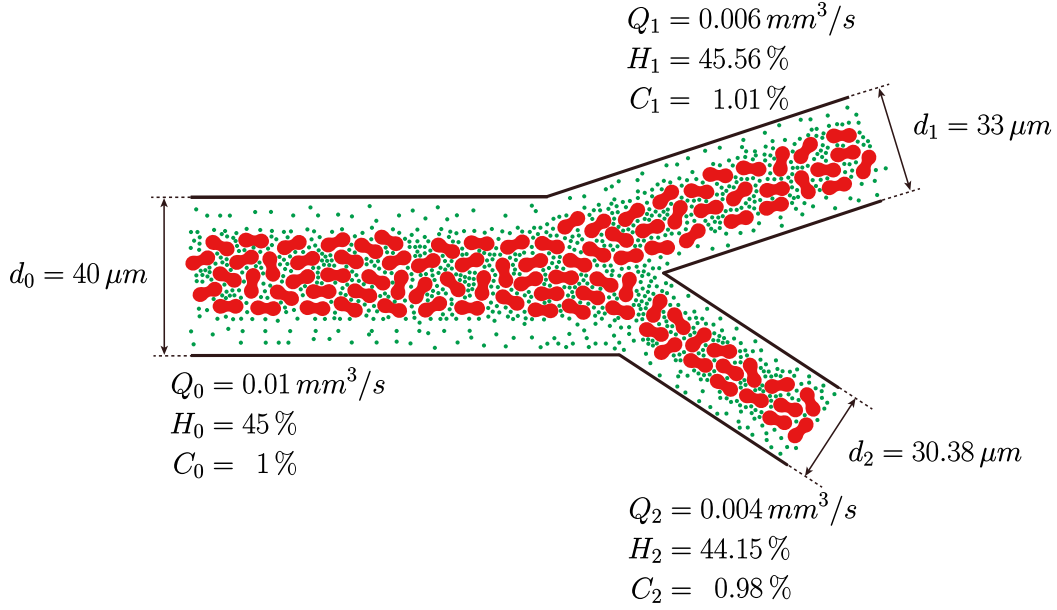 Q₁ = 0.006 mm³/s
H₁ = 45.56 %
C₁ = 1.01 %
d₁ = 33 μm
d₀ = 40 μm
Q₀ = 0.01 mm³/s
H₀ = 45 %
C₀ = 1 %
d₂ = 30.38 μm
Q₂ = 0.004 mm³/s
H₂ = 44.15 %
C₂ = 0.98 %